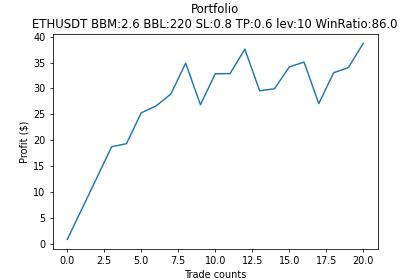 Portfolio
ETHUSDT BBM:2.6 BBL:220 SL:0.8 TP:0.6 lev:10 WinRatio:86.0
40
35
30
25
20
15
10
5
0
Profit ($)
0.0 2.5 5.0 7.5 10.0 12.5 15.0 17.5 20.0
Trade counts